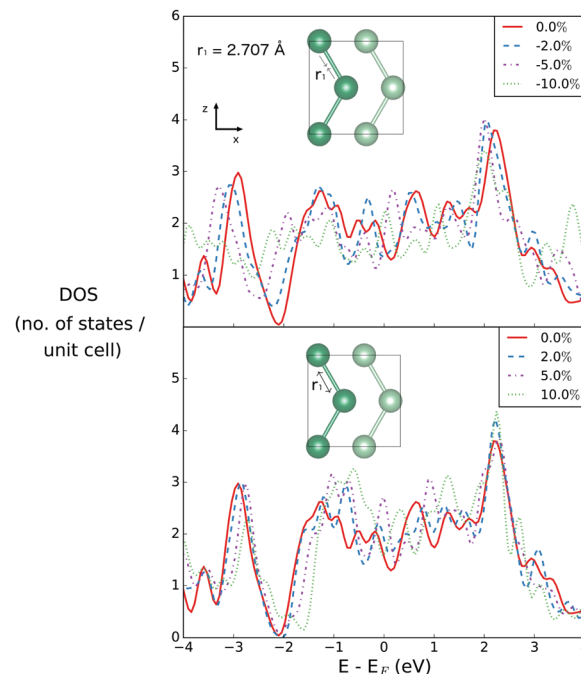 6
5
4
3
2
1
r₁ = 2.707 Å
r₁
z
x
0.0%
-2.0%
-5.0%
-10.0%
DOS
(no. of states /
unit cell)
5
4
3
2
1
0
r₁
0.0%
2.0%
5.0%
10.0%
−4 −3 −2 −1 0 1 2 3
E - E_F (eV)